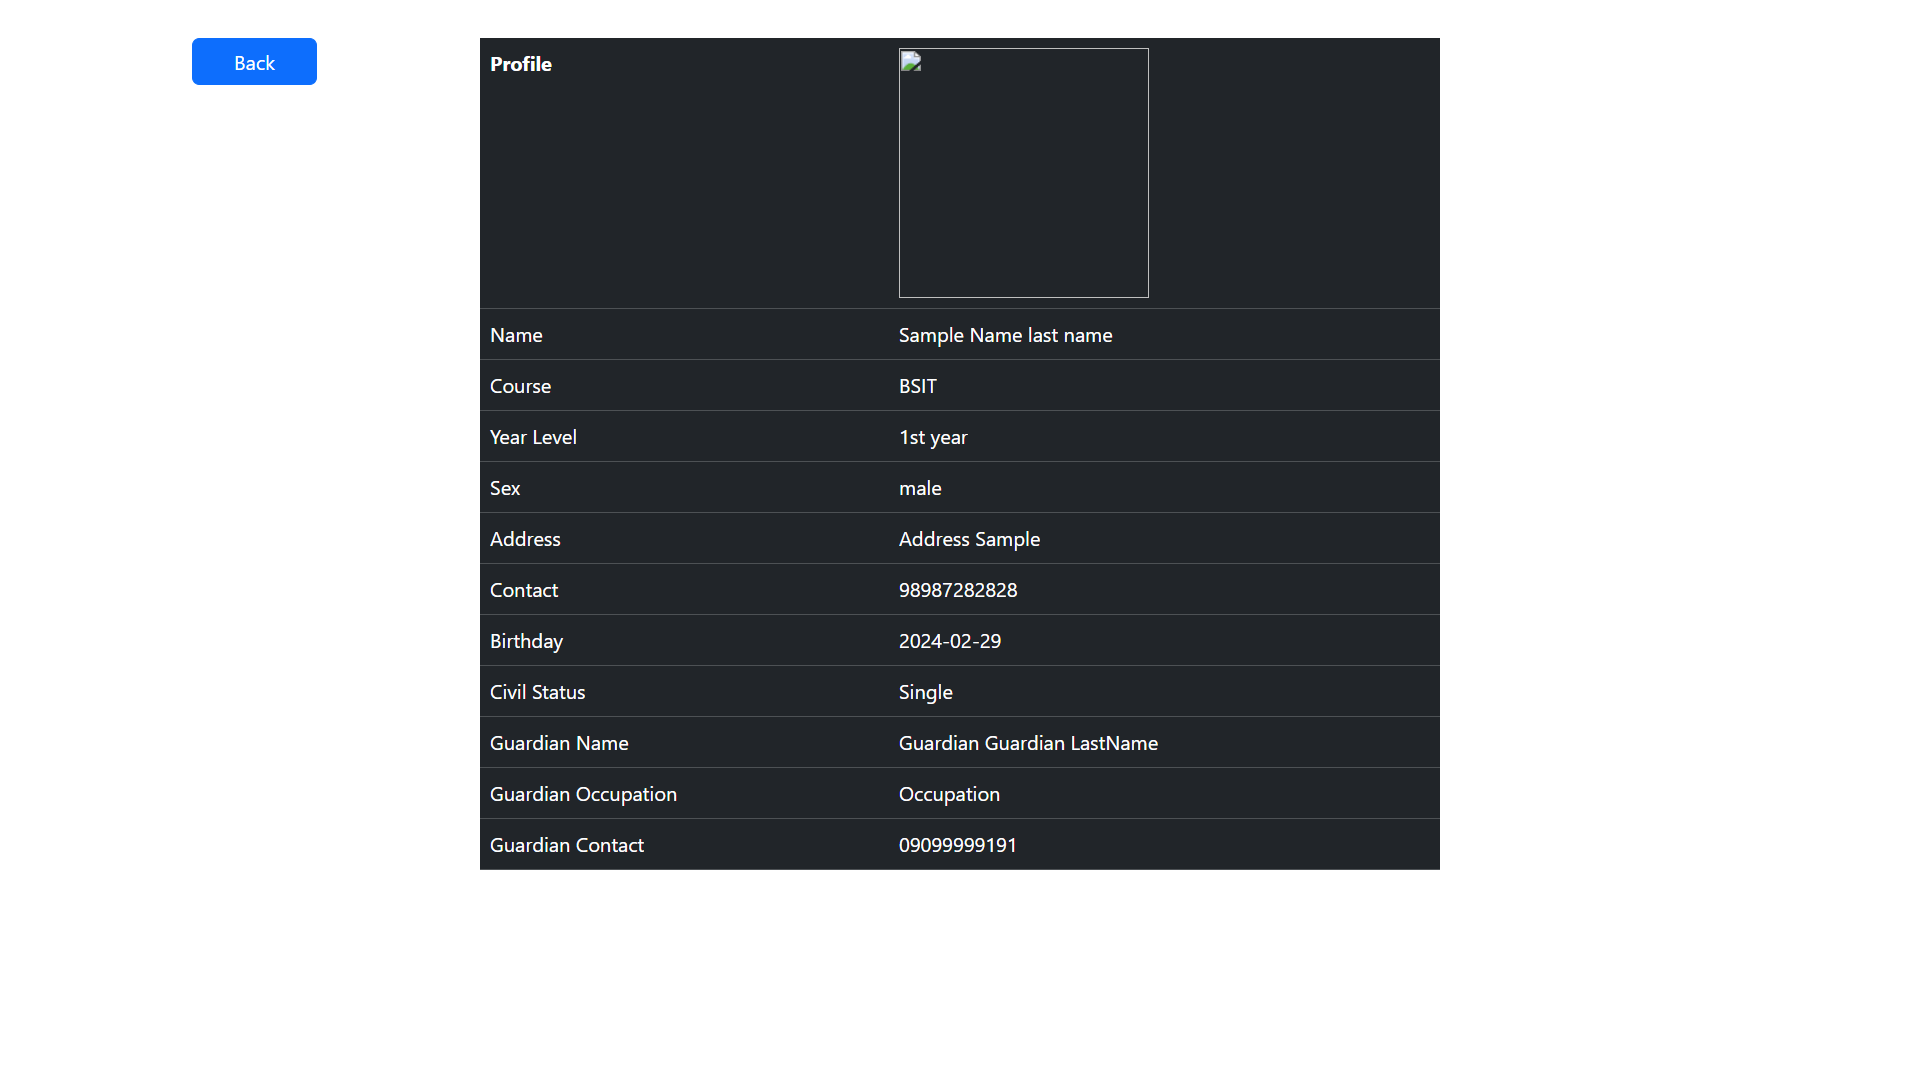 Back
Profile
Name Sample Name last name
Course BSIT
Year Level 1st year
Sex male
Address Address Sample
Contact 98987282828
Birthday 2024-02-29
Civil Status Single
Guardian Name Guardian Guardian LastName
Guardian Occupation Occupation
Guardian Contact 09099999191